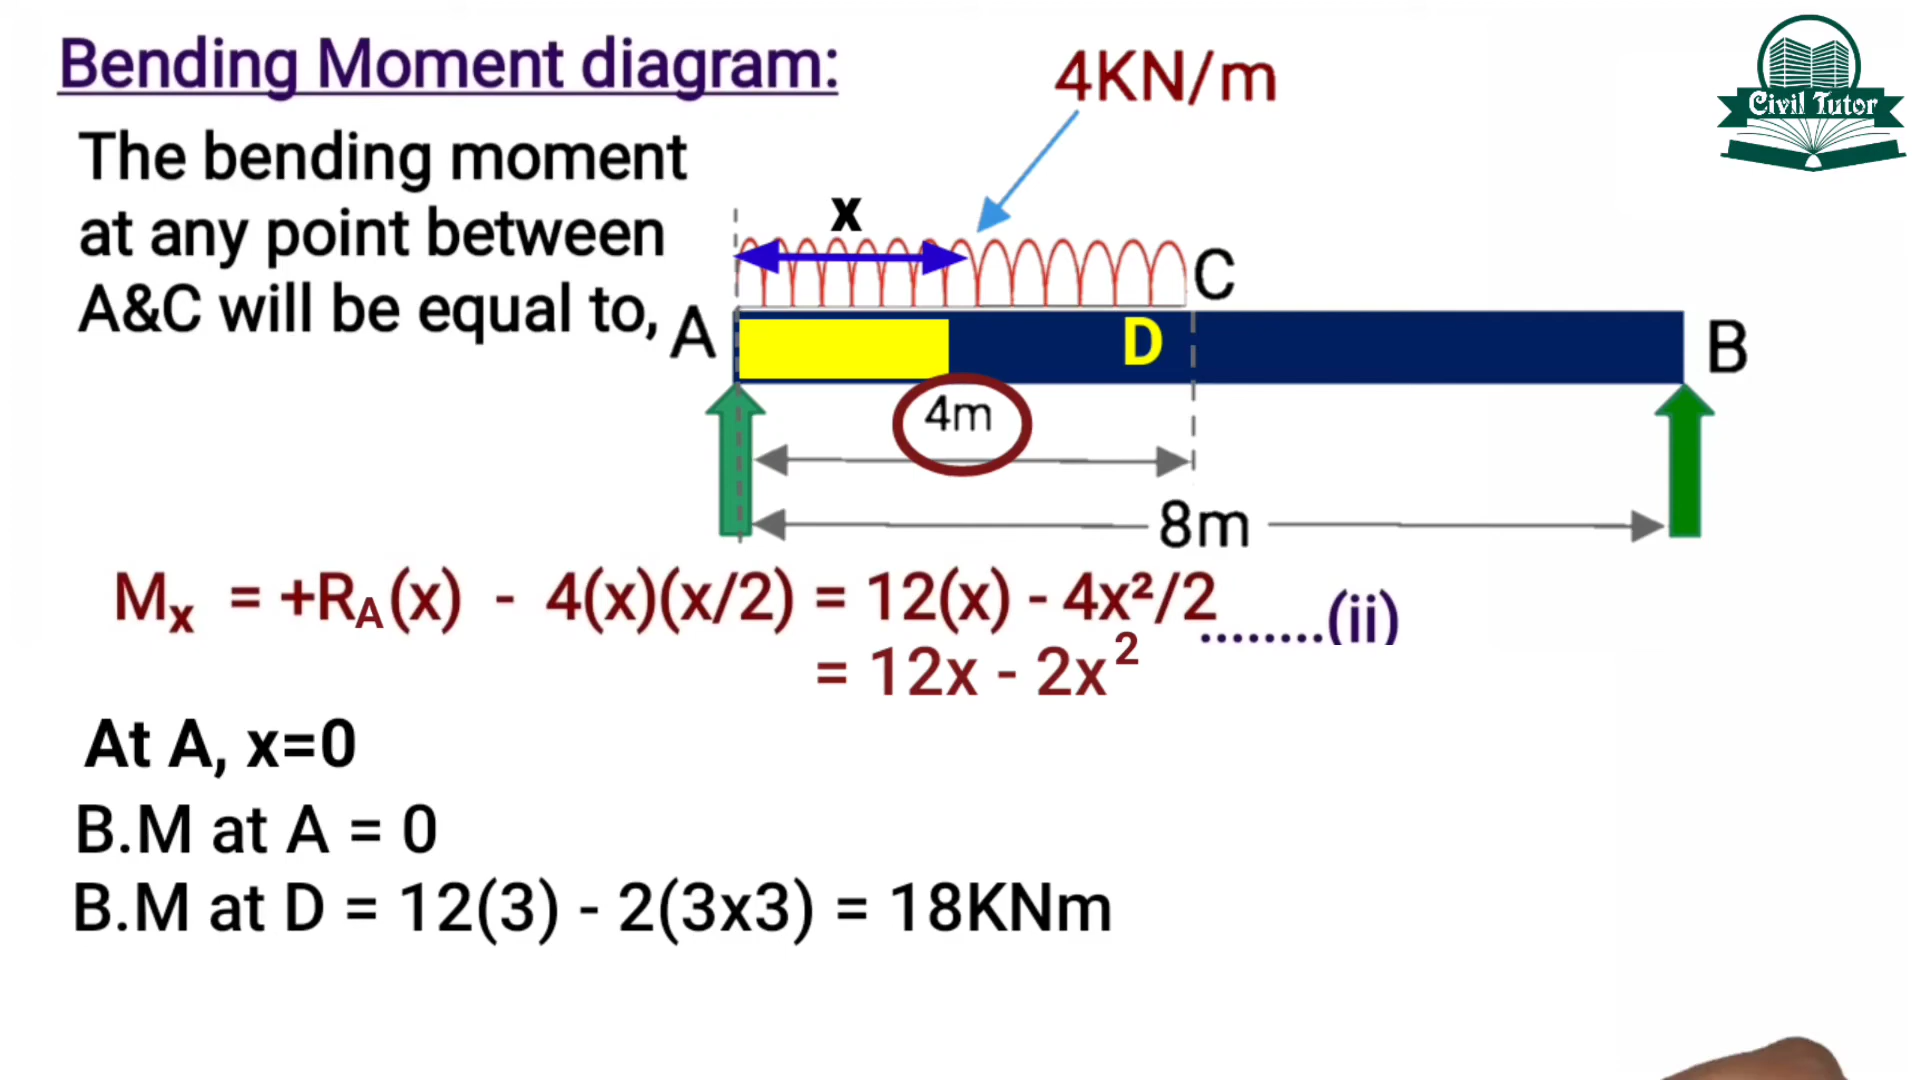 Bending Moment diagram:
4KN/m
Civil Tutor
The bending moment
at any point between
A&C will be equal to,
x
C
A
D
B
4m
8m
Mₓ = +R_A(x) - 4(x)(x/2) = 12(x) - 4x²/2
........(ii)
= 12x - 2x²
At A, x=0
B.M at A = 0
B.M at D = 12(3) - 2(3x3) = 18KNm